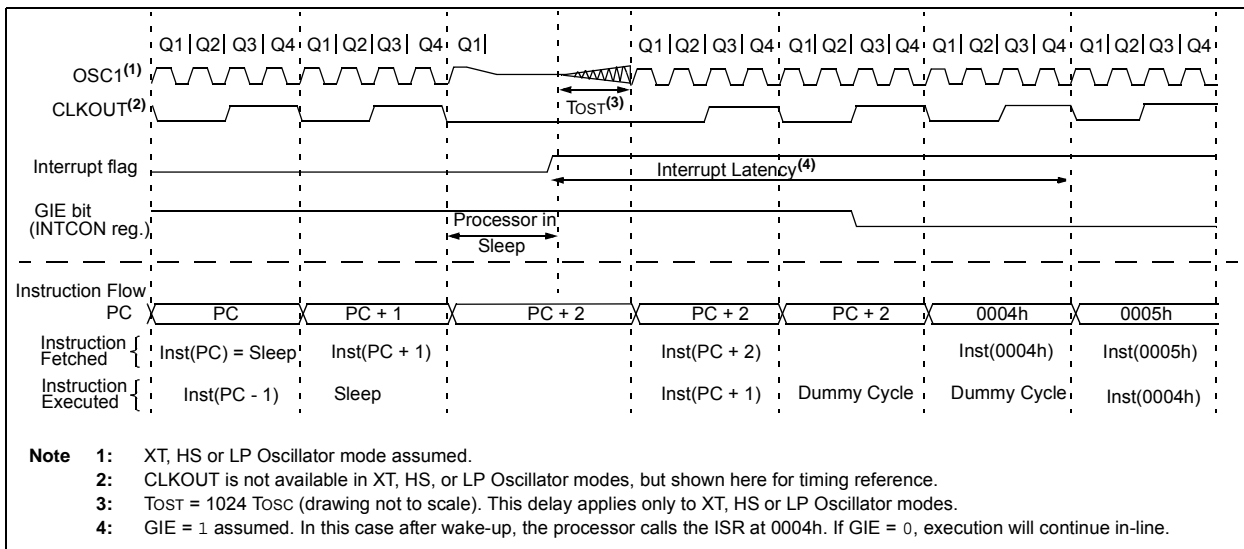 Q1 Q2 Q3 Q4 Q1 Q2 Q3 Q4 Q1 Q1 Q2 Q3 Q4 Q1 Q2 Q3 Q4 Q1 Q2 Q3 Q4 Q1 Q2 Q3 Q4
OSC1(1)
TOST(3)
CLKOUT(2)
Interrupt flag
Interrupt Latency(4)
GIE bit
(INTCON reg.)
Processor in
Sleep
Instruction Flow
PC PC PC + 1 PC + 2 PC + 2 PC + 2 0004h 0005h
Instruction
Fetched { Inst(PC) = Sleep Inst(PC + 1) Inst(PC + 2) Inst(0004h) Inst(0005h)
Instruction
Executed { Inst(PC - 1) Sleep Inst(PC + 1) Dummy Cycle Dummy Cycle Inst(0004h)
Note 1: XT, HS or LP Oscillator mode assumed.
2: CLKOUT is not available in XT, HS, or LP Oscillator modes, but shown here for timing reference.
3: TOST = 1024 TOSC (drawing not to scale). This delay applies only to XT, HS or LP Oscillator modes.
4: GIE = 1 assumed. In this case after wake-up, the processor calls the ISR at 0004h. If GIE = 0, execution will continue in-line.